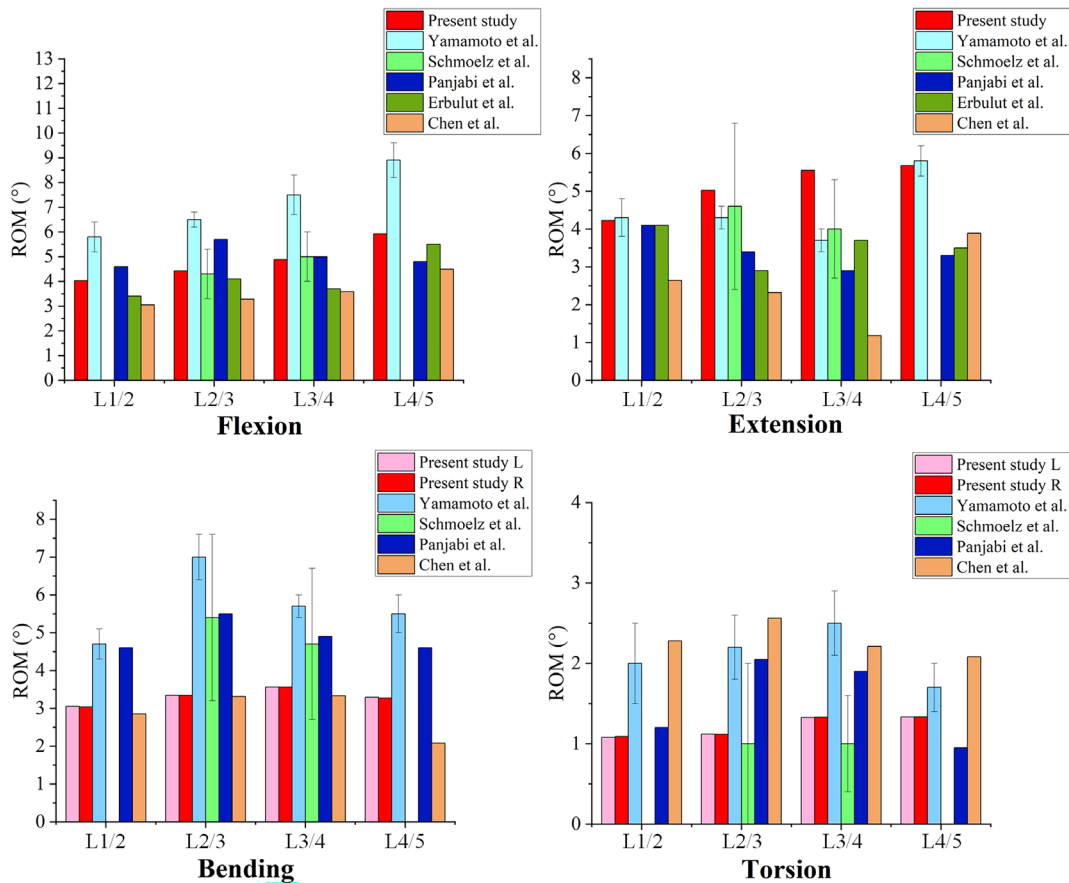 Present study
Yamamoto et al.
Schmoelz et al.
Panjabi et al.
Erbulut et al.
Chen et al.
13
12
11
10
9
8
7
6
5
4
3
2
1
0
ROM (°)
L1/2 L2/3 L3/4 L4/5
Flexion
Present study
Yamamoto et al.
Schmoelz et al.
Panjabi et al.
Erbulut et al.
Chen et al.
8
7
6
5
4
3
2
1
0
ROM (°)
L1/2 L2/3 L3/4 L4/5
Extension
Present study L
Present study R
Yamamoto et al.
Schmoelz et al.
Panjabi et al.
Chen et al.
8
7
6
5
4
3
2
1
0
ROM (°)
L1/2 L2/3 L3/4 L4/5
Bending
Present study L
Present study R
Yamamoto et al.
Schmoelz et al.
Panjabi et al.
Chen et al.
4
3
2
1
0
ROM (°)
L1/2 L2/3 L3/4 L4/5
Torsion